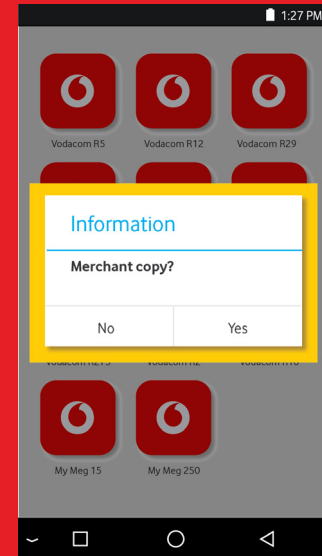 1:27 PM
Vodacom R5
Vodacom R12
Vodacom R29
Information
Merchant copy?
No
Yes
My Meg 15
My Meg 250